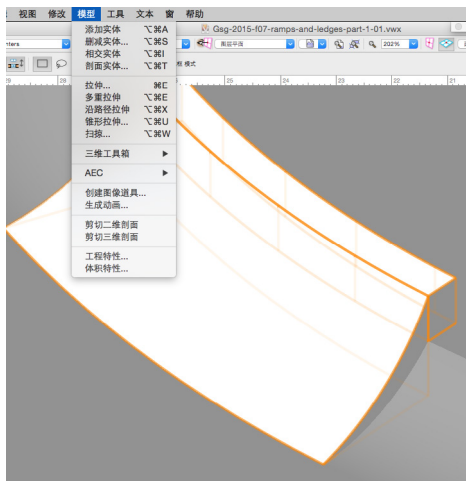 视图 修改 模型 工具 文本 窗 帮助
Gsg-2015-f07-ramps-and-ledges-part-1-01.vwx
添加实体 ⌥⌘A
删减实体... ⌥⌘S
相交实体 ⌥⌘I
剖面实体... ⌥⌘T
图层平面
202%
模式
28
25
24
23
22
21
拉伸... ⌘E
多重拉伸 ⌥⌘E
沿路径拉伸 ⌥⌘X
锥形拉伸... ⌥⌘U
扫掠... ⌥⌘W
三维工具箱
AEC
创建图像道具...
生成动画...
剪切二维剖面
剪切三维剖面
工程特性...
体积特性...